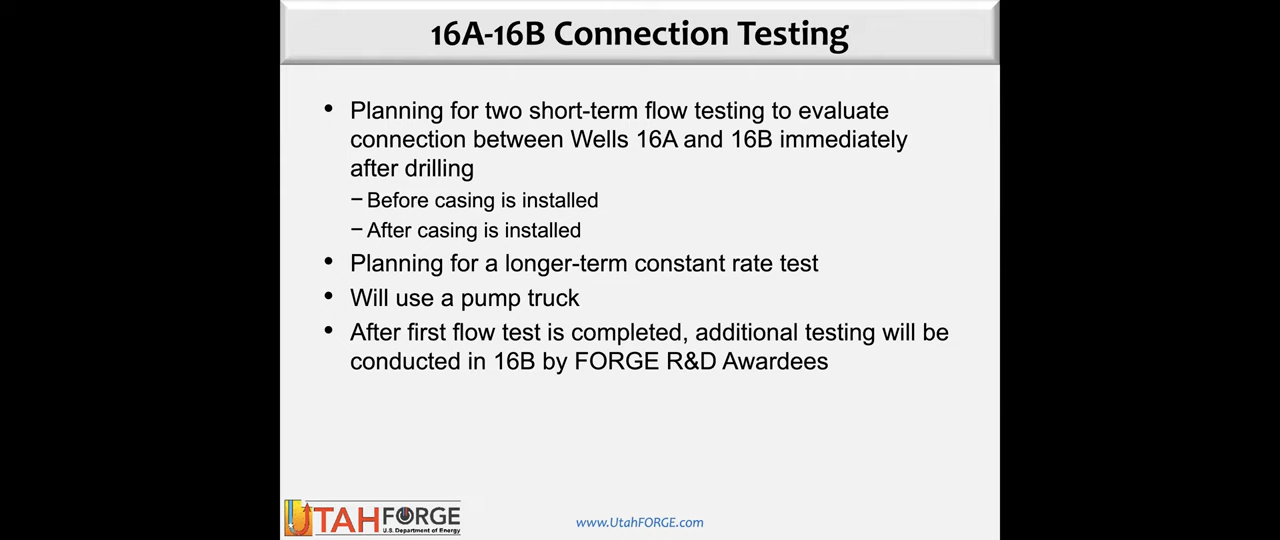 16A-16B Connection Testing
• Planning for two short-term flow testing to evaluate
connection between Wells 16A and 16B immediately
after drilling
– Before casing is installed
– After casing is installed
• Planning for a longer-term constant rate test
• Will use a pump truck
• After first flow test is completed, additional testing will be
conducted in 16B by FORGE R&D Awardees
UTAH FORGE
U.S. Department of Energy
www.UtahFORGE.com